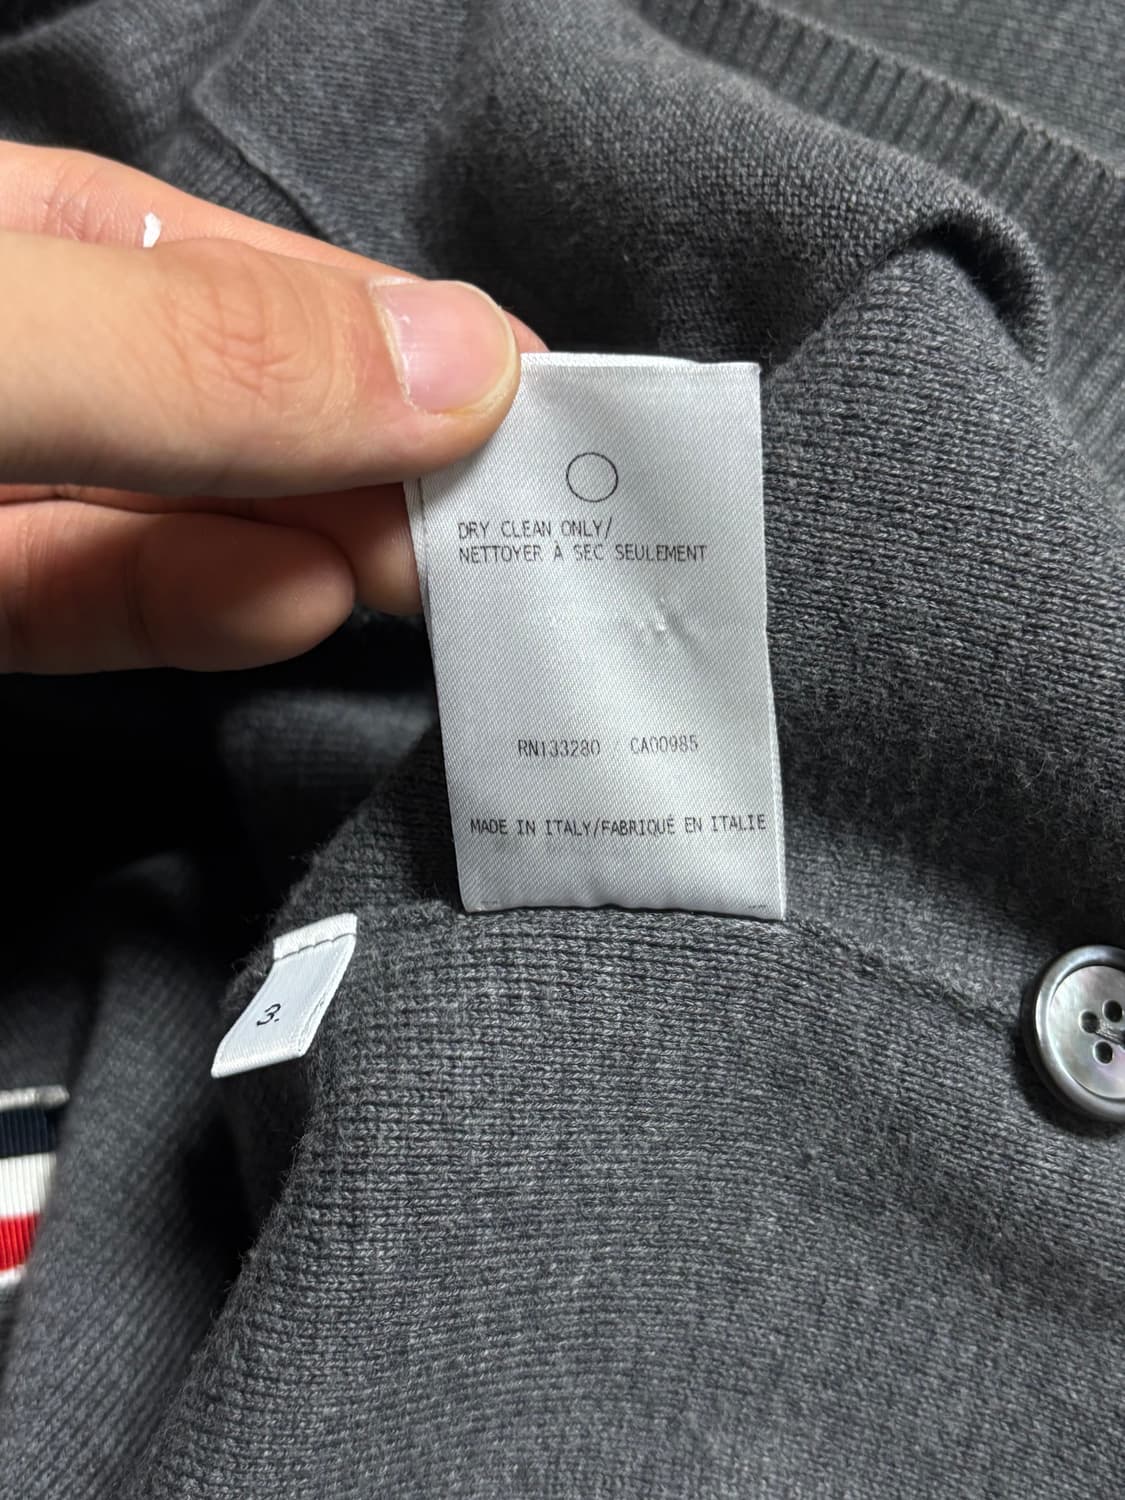 DRY CLEAN ONLY/
NETTOYER À SEC SEULEMENT
RN133280 / CA00985
MADE IN ITALY/FABRIQUÉ EN ITALIE
3.